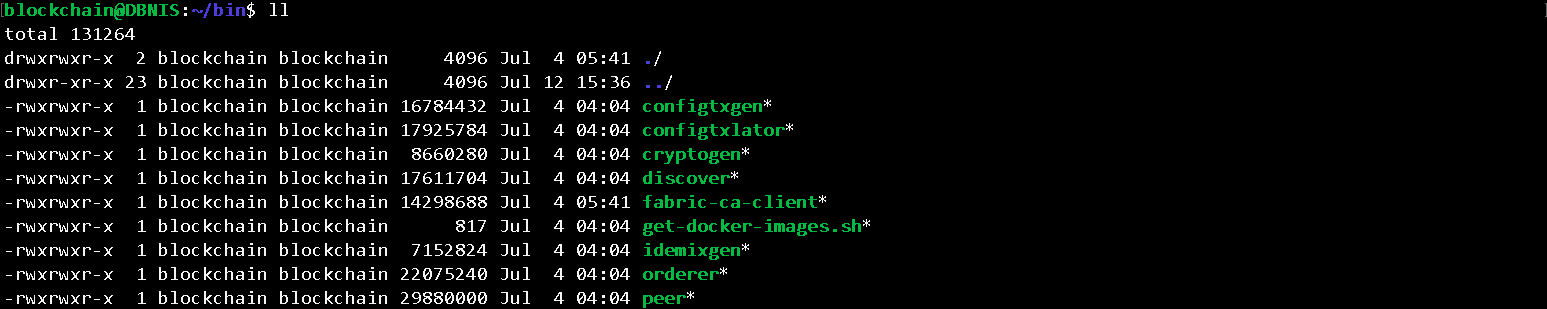 blockchain@DBNIS:~/bin$ ll
total 131264
drwxrwxr-x  2 blockchain blockchain     4096 Jul  4 05:41 ./
drwxr-xr-x 23 blockchain blockchain     4096 Jul 12 15:36 ../
-rwxrwxr-x  1 blockchain blockchain 16784432 Jul  4 04:04 configtxgen*
-rwxrwxr-x  1 blockchain blockchain 17925784 Jul  4 04:04 configtxlator*
-rwxrwxr-x  1 blockchain blockchain  8660280 Jul  4 04:04 cryptogen*
-rwxrwxr-x  1 blockchain blockchain 17611704 Jul  4 04:04 discover*
-rwxrwxr-x  1 blockchain blockchain 14298688 Jul  4 05:41 fabric-ca-client*
-rwxrwxr-x  1 blockchain blockchain      817 Jul  4 04:04 get-docker-images.sh*
-rwxrwxr-x  1 blockchain blockchain  7152824 Jul  4 04:04 idemixgen*
-rwxrwxr-x  1 blockchain blockchain 22075240 Jul  4 04:04 orderer*
-rwxrwxr-x  1 blockchain blockchain 29880000 Jul  4 04:04 peer*